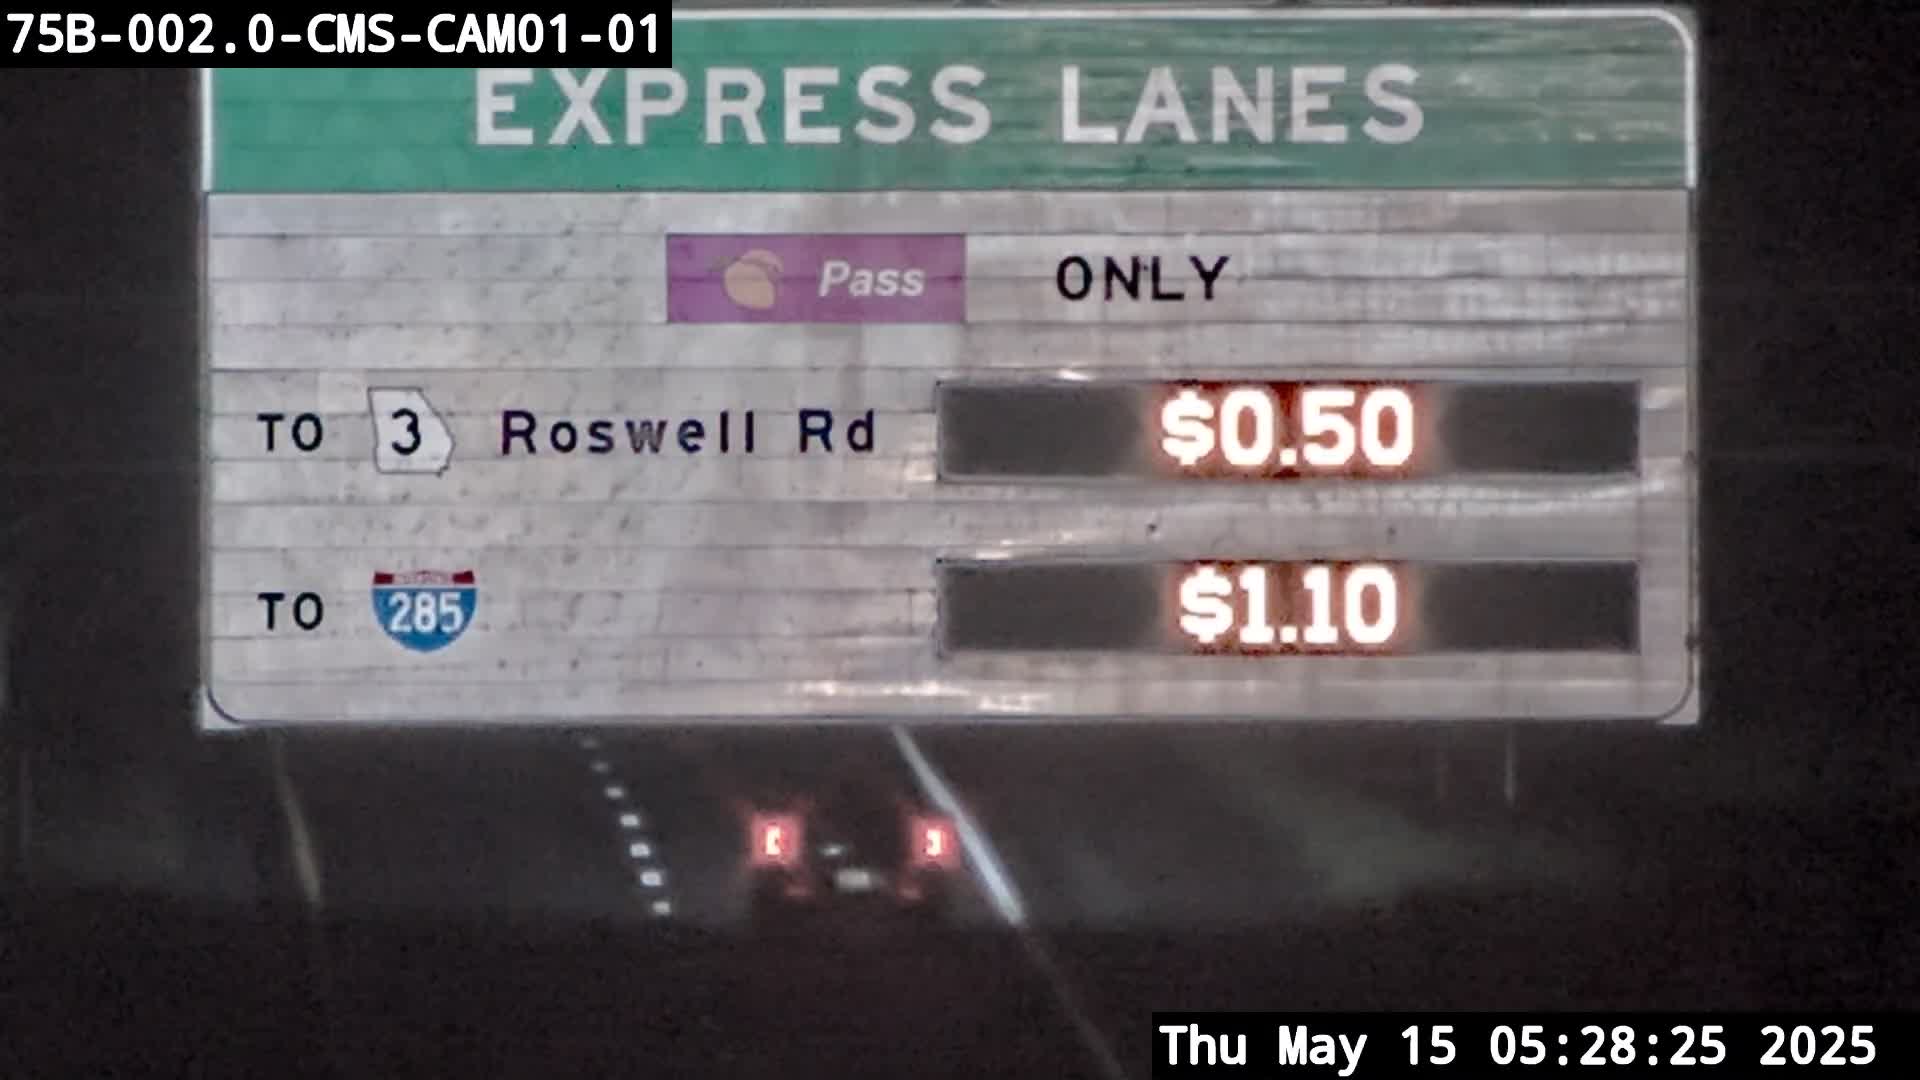 75B-002.0-CMS-CAM01-01
EXPRESS LANES
Pass ONLY
TO 3 Roswell Rd $0.50
TO 285 $1.10
Thu May 15 05:28:25 2025